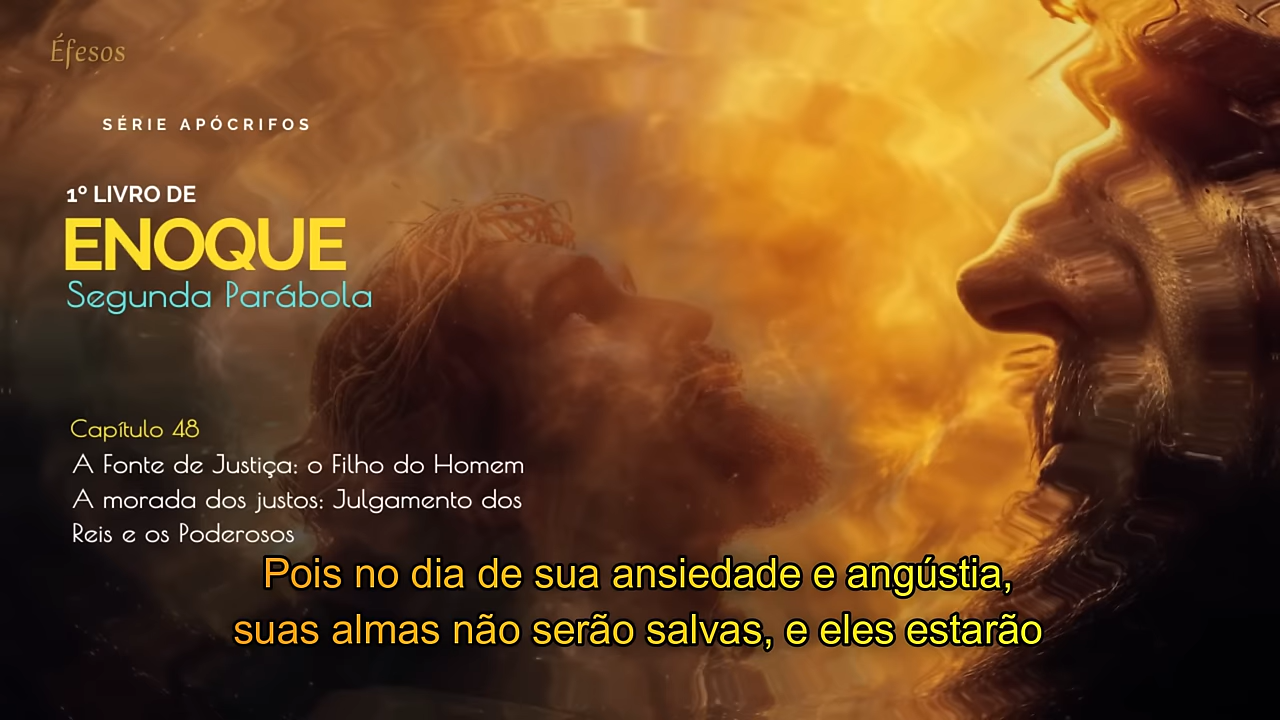 Éfesos
SÉRIE APÓCRIFOS
1º LIVRO DE
ENOQUE
Segunda Parábola
Capítulo 48
A Fonte de Justiça: o Filho do Homem
A morada dos justos: Julgamento dos
Reis e os Poderosos
Pois no dia de sua ansiedade e angústia,
suas almas não serão salvas, e eles estarão